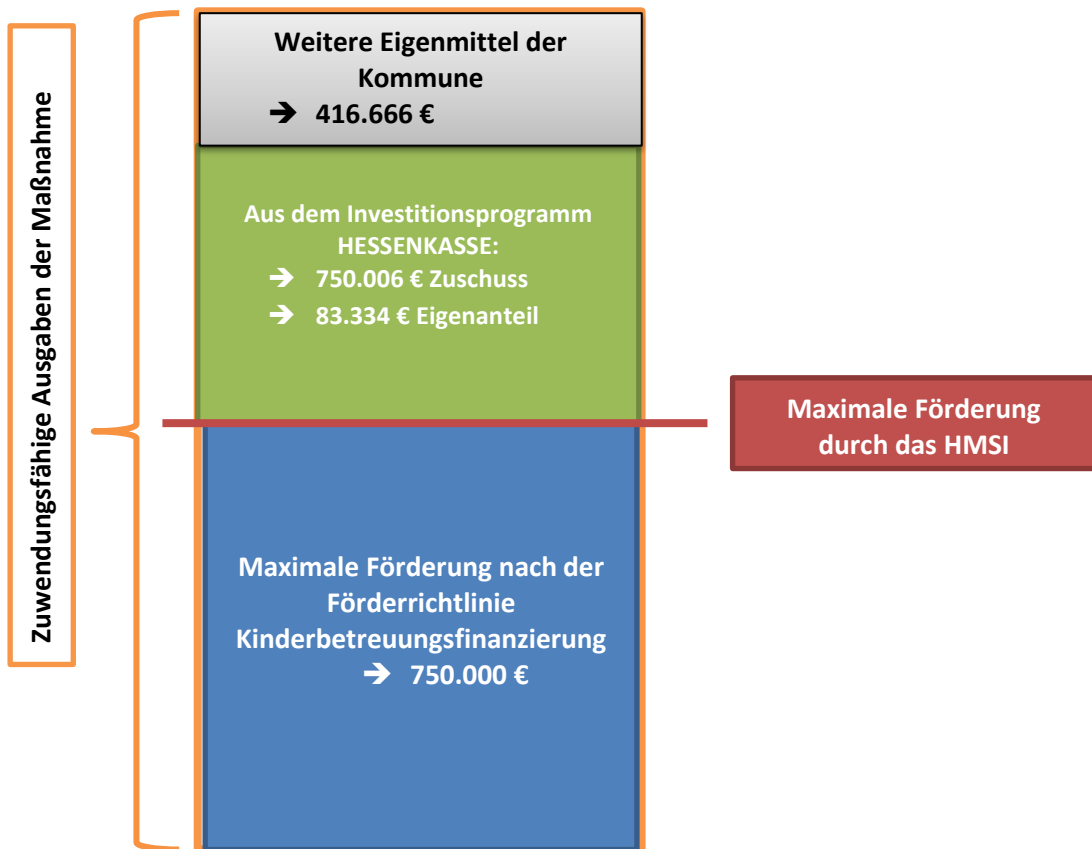 Zuwendungsfähige Ausgaben der Maßnahme
Weitere Eigenmittel der
Kommune
➔ 416.666 €
Aus dem Investitionsprogramm
HESSENKASSE:
➔ 750.006 € Zuschuss
➔ 83.334 € Eigenanteil
Maximale Förderung
durch das HMSI
Maximale Förderung nach der
Förderrichtlinie
Kinderbetreuungsfinanzierung
➔ 750.000 €